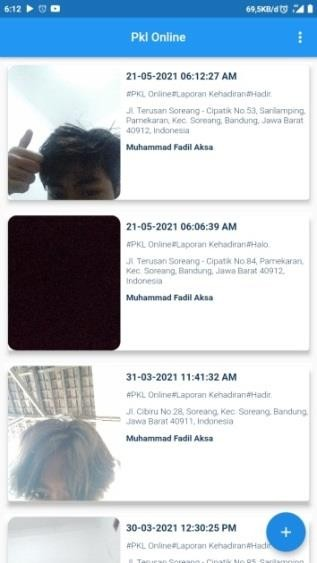 6:12
69,5KB/d
Pkl Online
21-05-2021 06:12:27 AM
#PKL Online#Laporan Kehadiran#Hadir.
Jl. Terusan Soreang - Cipatik No.53, Sarilamping,
Pamekaran, Kec. Soreang, Bandung, Jawa Barat
40912, Indonesia
Muhammad Fadil Aksa
21-05-2021 06:06:39 AM
#PKL Online#Laporan Kehadiran#Halo.
Jl. Terusan Soreang - Cipatik No.84, Pamekaran,
Kec. Soreang, Bandung, Jawa Barat 40912,
Indonesia
Muhammad Fadil Aksa
31-03-2021 11:41:32 AM
#PKL Online#Laporan Kehadiran#Hadir
Jl. Cibiru No.28, Soreang, Kec. Soreang, Bandung,
Jawa Barat 40911, Indonesia
Muhammad Fadil Aksa
30-03-2021 12:30:25 PM
#PKL Online#Laporan Kehadiran#Hadir
Jl. Terusan Soreang - Cipatik No.85, Sarilamping,